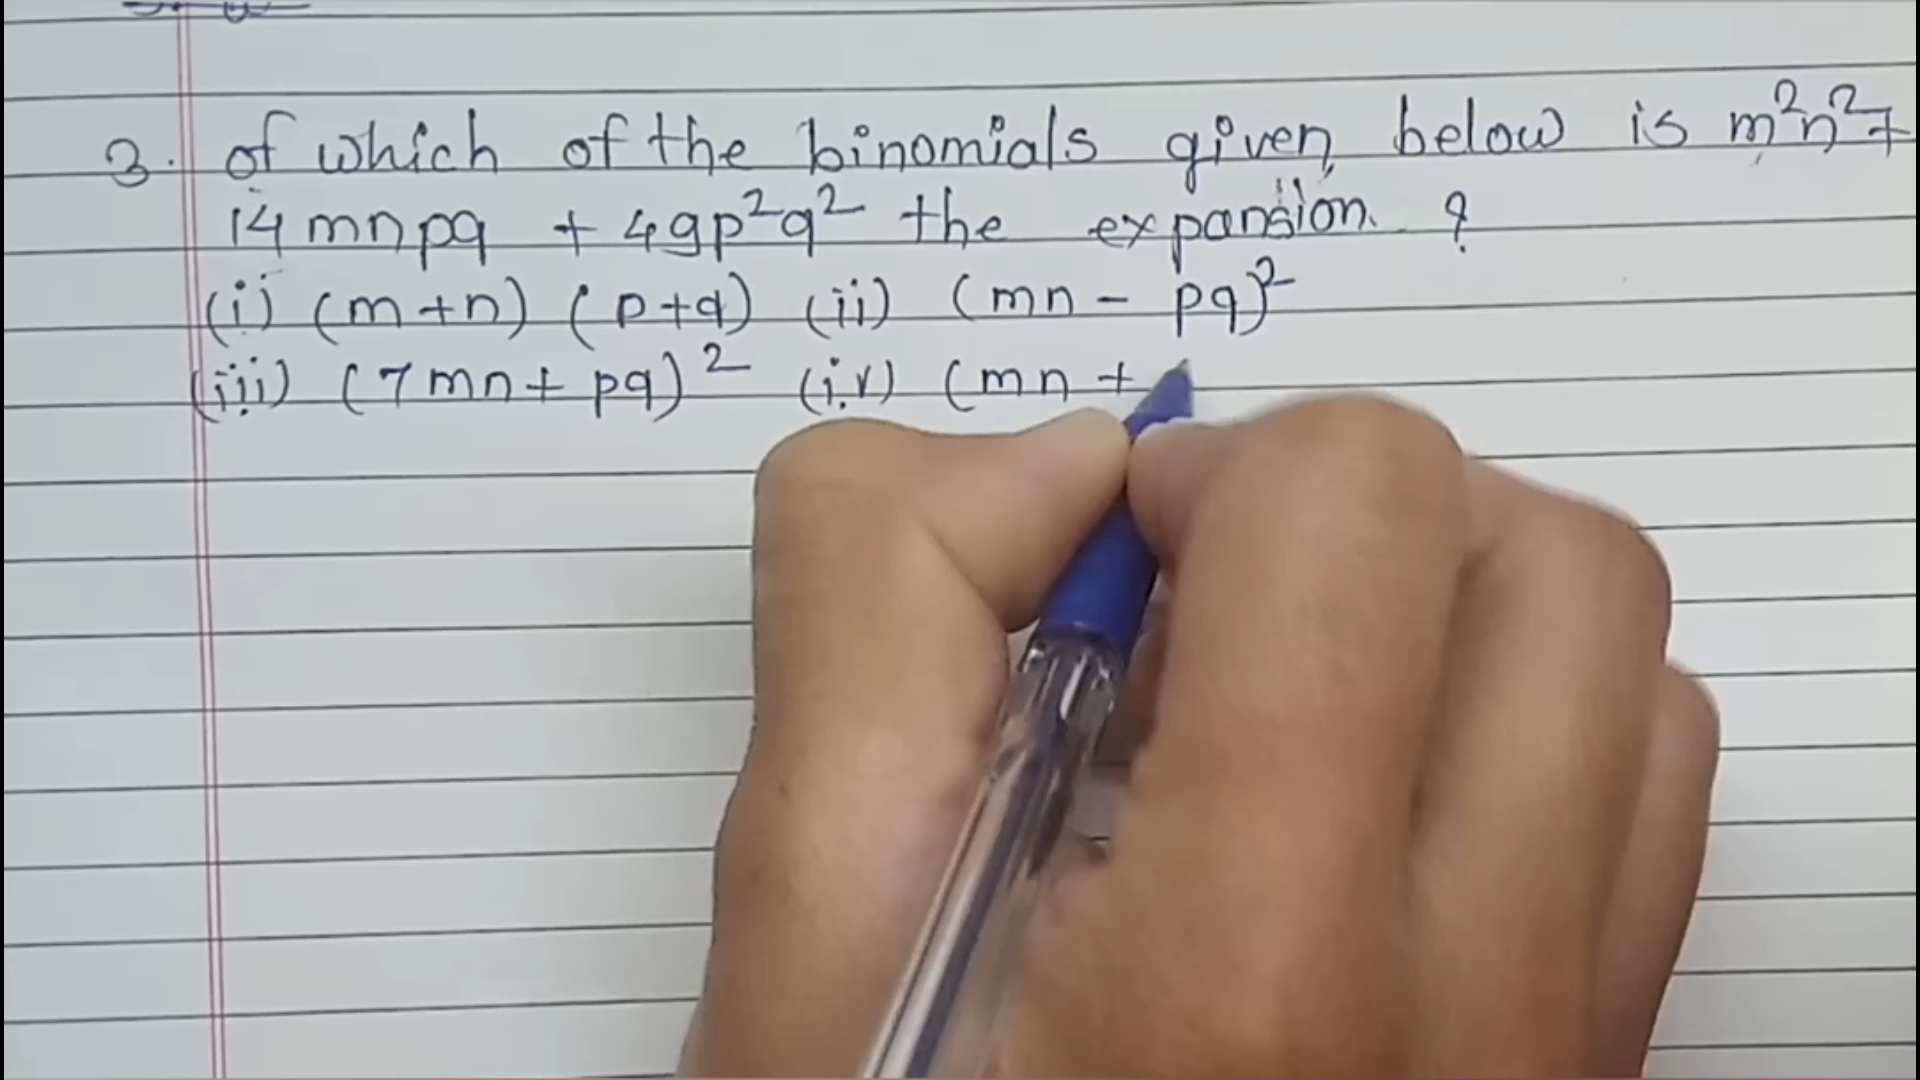 3. of which of the binomials given below is m²n²+
14mnpq + 49p²q² the expansion ?
(i) (m+n) (p+q) (ii) (mn - pq)²
(iii) (7mn+ pq)² (iv) (mn +